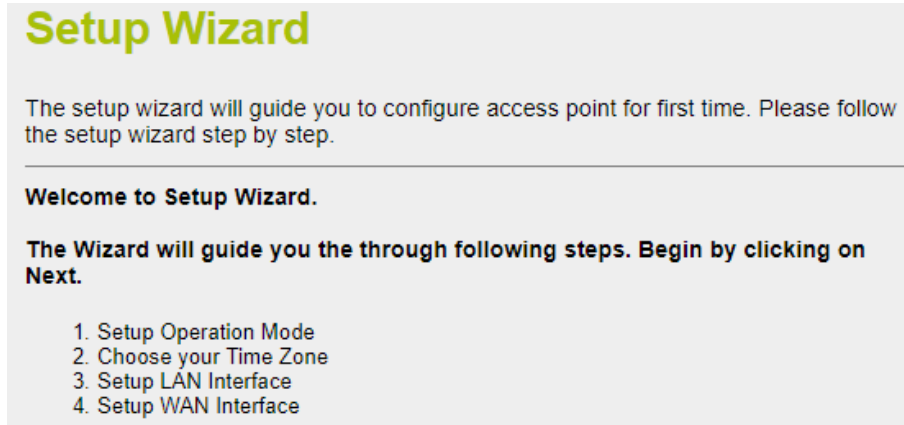 Setup Wizard
The setup wizard will guide you to configure access point for first time. Please follow
the setup wizard step by step.
Welcome to Setup Wizard.
The Wizard will guide you the through following steps. Begin by clicking on
Next.
1. Setup Operation Mode
2. Choose your Time Zone
3. Setup LAN Interface
4. Setup WAN Interface